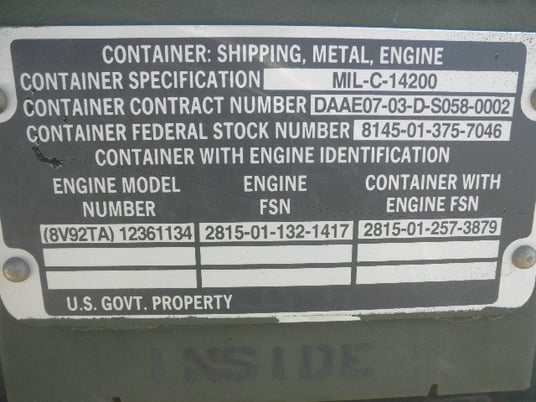 CONTAINER: SHIPPING, METAL, ENGINE
CONTAINER SPECIFICATION MIL-C-14200
CONTAINER CONTRACT NUMBER DAAE07-03-D-S058-0002
CONTAINER FEDERAL STOCK NUMBER 8145-01-375-7046
CONTAINER WITH ENGINE IDENTIFICATION
ENGINE MODEL NUMBER
ENGINE FSN
CONTAINER WITH ENGINE FSN
(8V92TA) 12361134 2815-01-132-1417 2815-01-257-3879
U.S. GOVT. PROPERTY
INSIDE